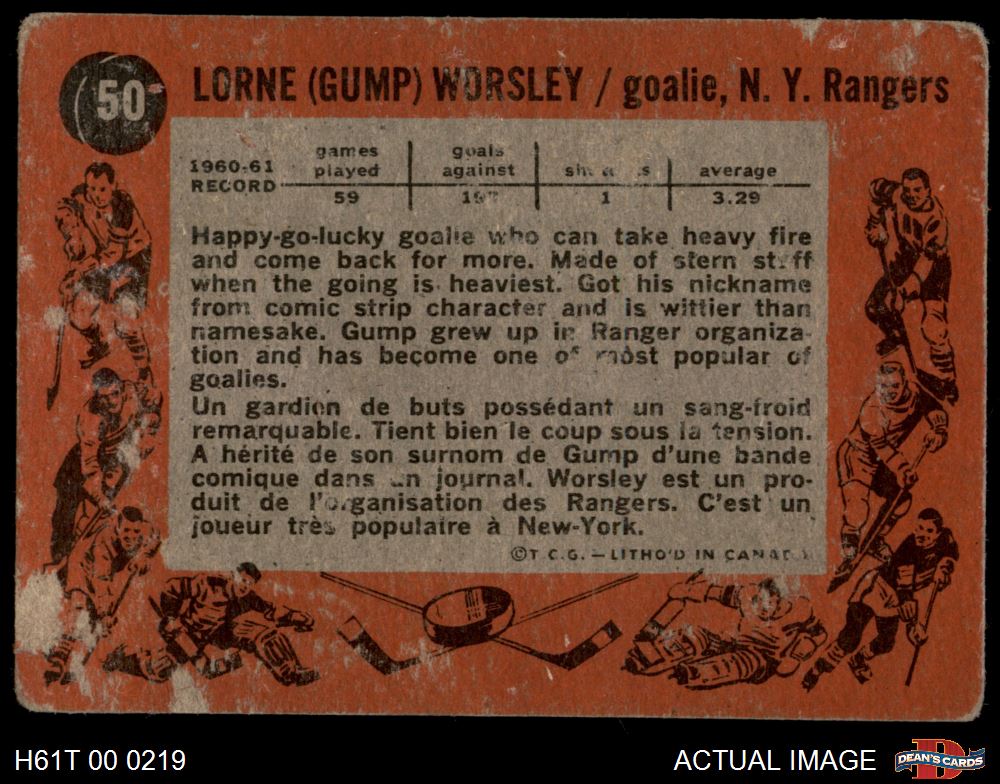 50
LORNE (GUMP) WORSLEY / goalie, N. Y. Rangers
1960-61 RECORD
games played
goals against
average
59
1
3.29
Happy-go-lucky goalie who can take heavy fire
and come back for more. Made of stern stuff
when the going is heaviest. Got his nickname
from comic strip character and is wittier than
namesake. Gump grew up in Ranger organiza-
tion and has become one of most popular of
goalies.
Un gardien de buts possédant un sang-froid
remarquable. Tient bien le coup sous la tension.
A hérité de son surnom de Gump d'une bande
comique dans un journal. Worsley est un pro-
duit de l'organisation des Rangers. C'est un
joueur très populaire à New-York.
©T.C.G.—LITHO'D IN CANADA
H61T 00 0219
ACTUAL IMAGE
DEAN'S CARDS